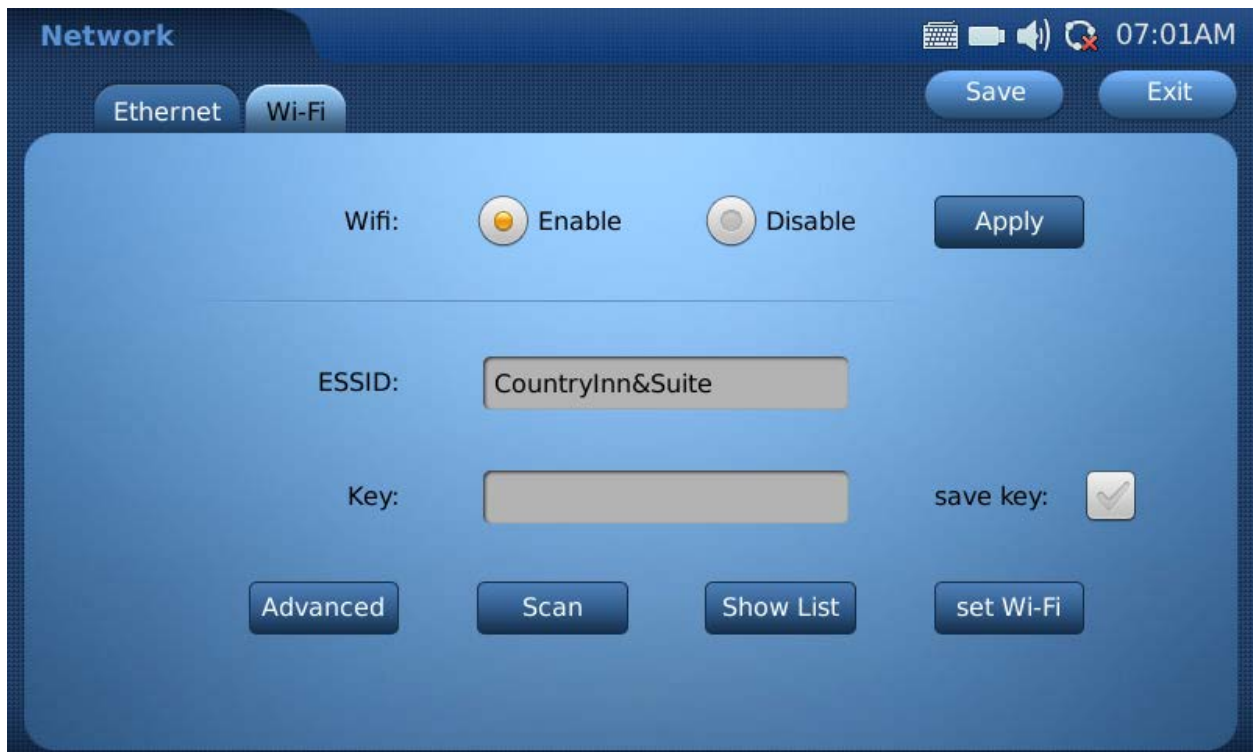 Network 07:01AM
Ethernet Wi-Fi Save Exit
Wifi: Enable Disable Apply
ESSID: CountryInn&Suite
Key: save key:
Advanced Scan Show List set Wi-Fi